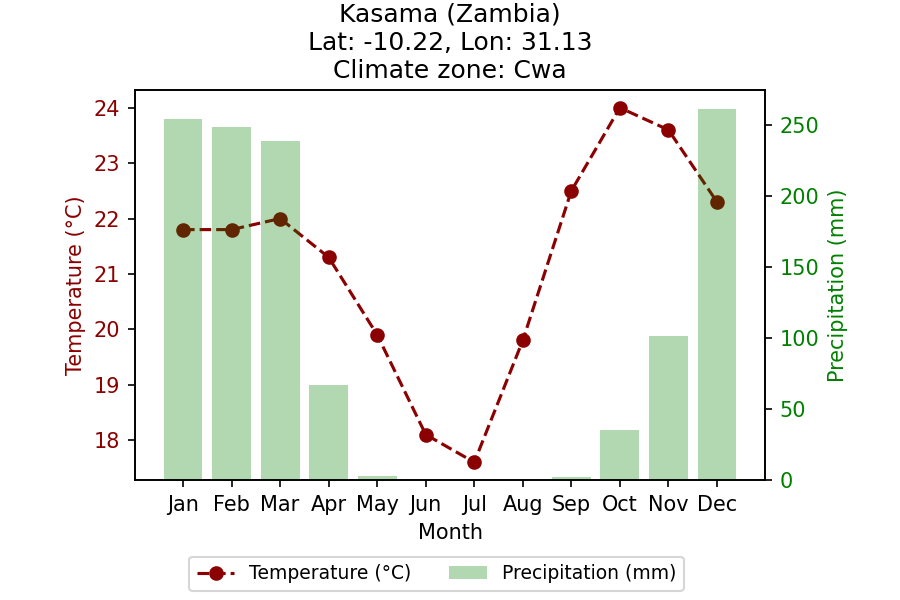 Kasama (Zambia)
Lat: -10.22, Lon: 31.13
Climate zone: Cwa
Temperature (°C)
24
23
22
21
20
19
18
250
200
150
100
50
0
Precipitation (mm)
Jan Feb Mar Apr May Jun Jul Aug Sep Oct Nov Dec
Month
Temperature (°C) Precipitation (mm)